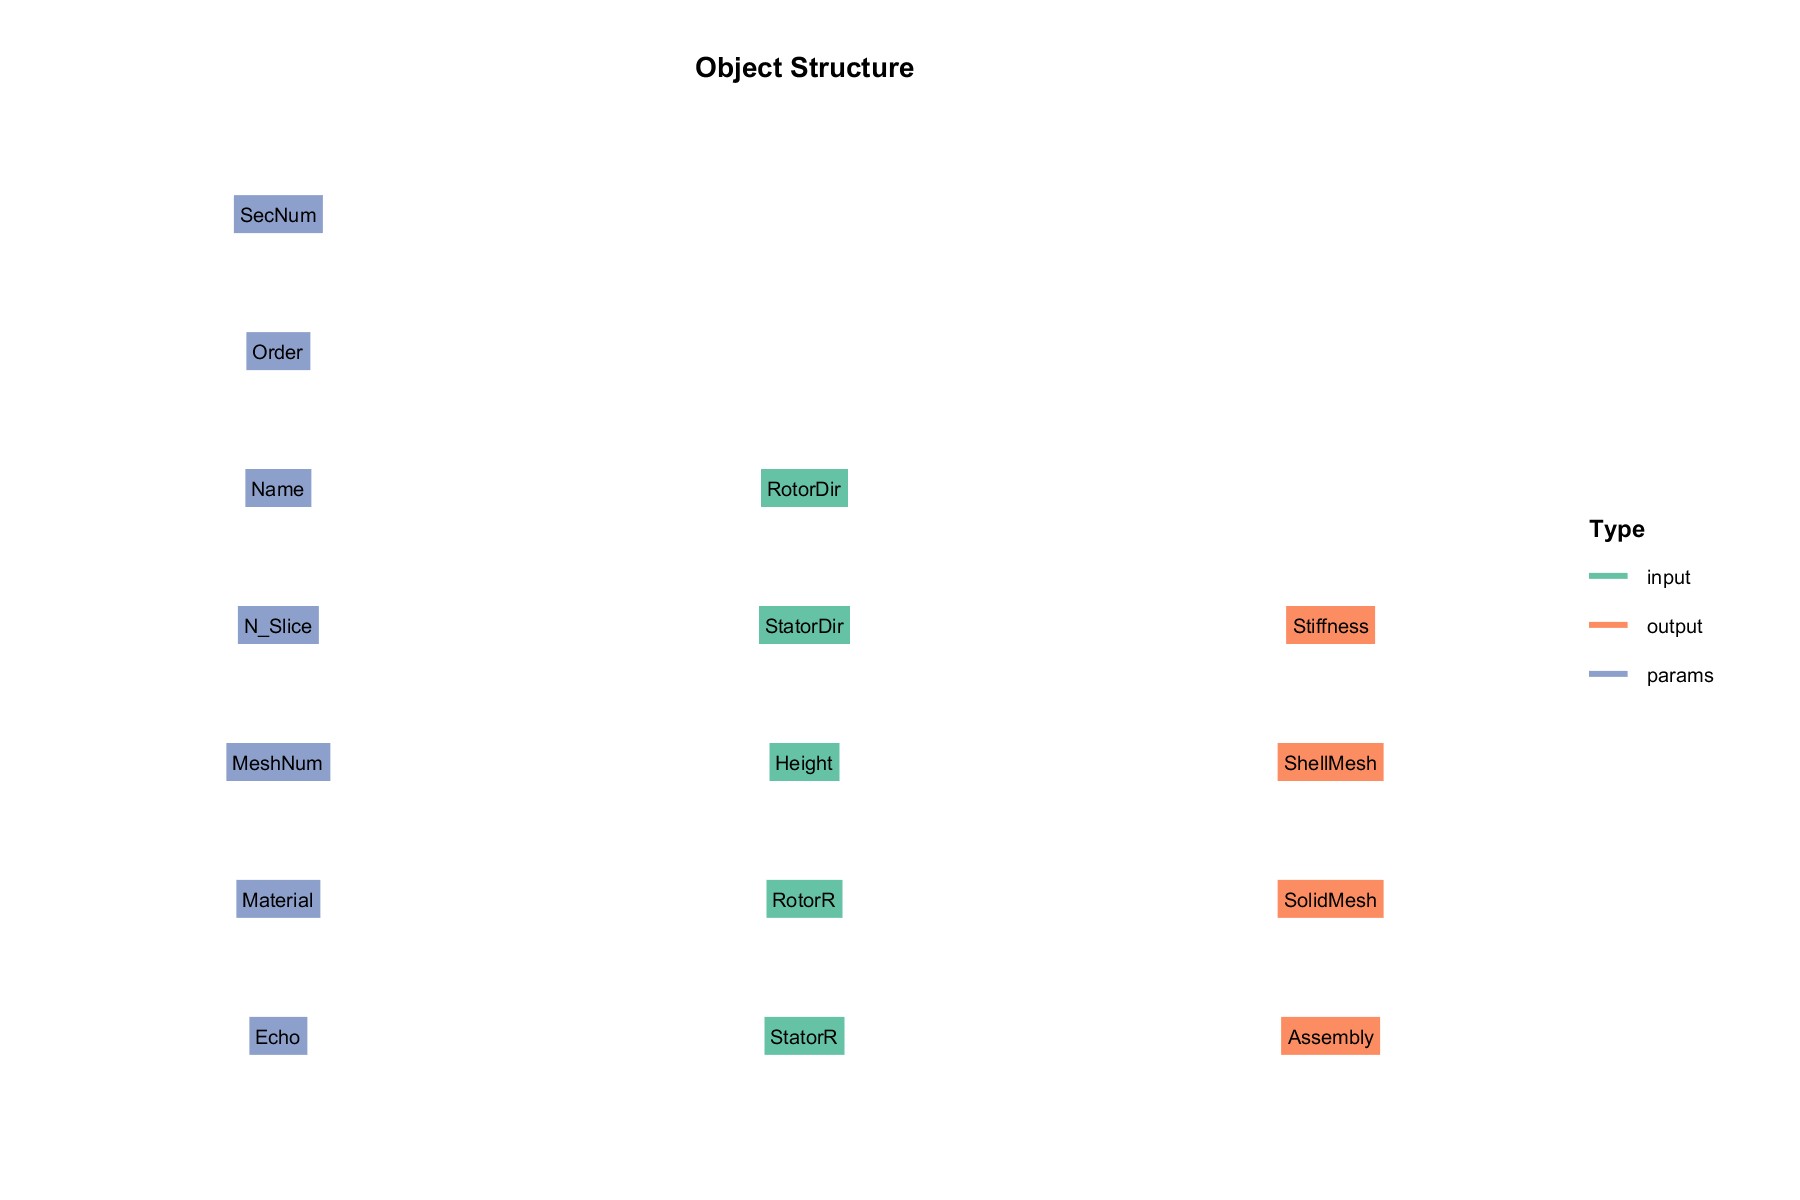 Object Structure
SecNum
Order
Name
RotorDir
N_Slice
StatorDir
Stiffness
MeshNum
Height
ShellMesh
Material
RotorR
SolidMesh
Echo
StatorR
Assembly
Type
input
output
params